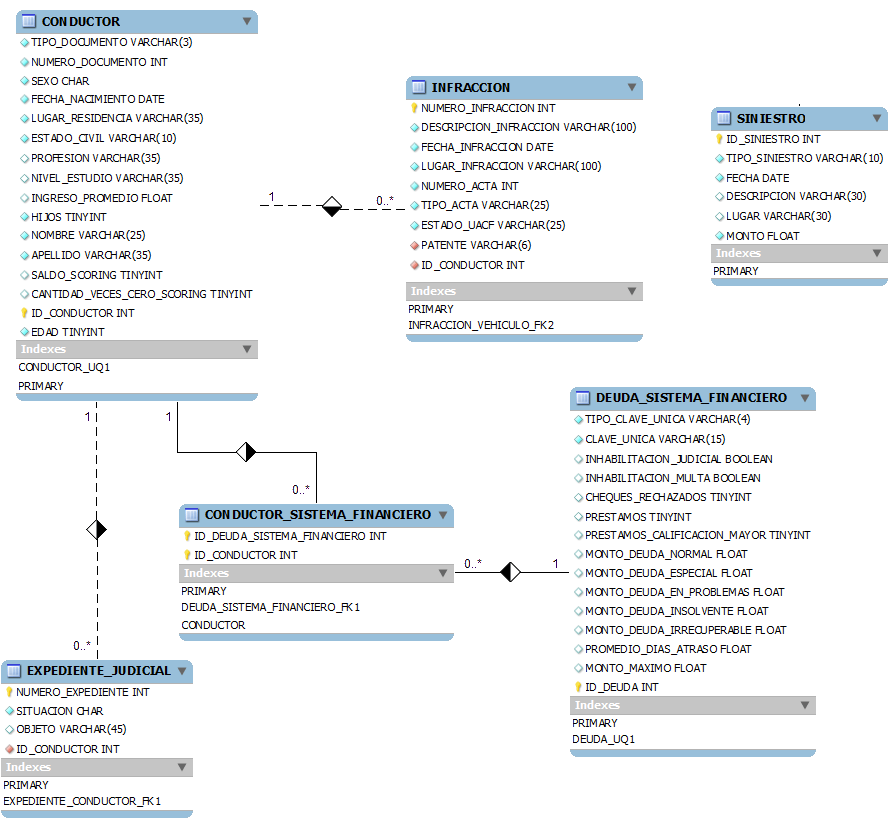 CONDUCTOR
TIPO_DOCUMENTO VARCHAR(3)
NUMERO_DOCUMENTO INT
SEXO CHAR
FECHA_NACIMIENTO DATE
LUGAR_RESIDENCIA VARCHAR(35)
ESTADO_CIVIL VARCHAR(10)
PROFESION VARCHAR(35)
NIVEL_ESTUDIO VARCHAR(35)
INGRESO_PROMEDIO FLOAT
HIJOS TINYINT
NOMBRE VARCHAR(25)
APELLIDO VARCHAR(35)
SALDO_SCORING TINYINT
CANTIDAD_VECES_CERO_SCORING TINYINT
ID_CONDUCTOR INT
EDAD TINYINT
Indexes
CONDUCTOR_UQ1
PRIMARY
1
0..*
INFRACCION
NUMERO_INFRACCION INT
DESCRIPCION_INFRACCION VARCHAR(100)
FECHA_INFRACCION DATE
LUGAR_INFRACCION VARCHAR(100)
NUMERO_ACTA INT
TIPO_ACTA VARCHAR(25)
ESTADO_UACF VARCHAR(25)
PATENTE VARCHAR(6)
ID_CONDUCTOR INT
Indexes
PRIMARY
INFRACCION_VEHICULO_FK2
SINIESTRO
ID_SINIESTRO INT
TIPO_SINIESTRO VARCHAR(10)
FECHA DATE
DESCRIPCION VARCHAR(30)
LUGAR VARCHAR(30)
MONTO FLOAT
Indexes
PRIMARY
1
1
0..*
CONDUCTOR_SISTEMA_FINANCIERO
ID_DEUDA_SISTEMA_FINANCIERO INT
ID_CONDUCTOR INT
Indexes
PRIMARY
DEUDA_SISTEMA_FINANCIERO_FK1
CONDUCTOR
0..*
1
DEUDA_SISTEMA_FINANCIERO
TIPO_CLAVE_UNICA VARCHAR(4)
CLAVE_UNICA VARCHAR(15)
INHABILITACION_JUDICIAL BOOLEAN
INHABILITACION_MULTA BOOLEAN
CHEQUES_RECHAZADOS TINYINT
PRESTAMOS TINYINT
PRESTAMOS_CALIFICACION_MAYOR TINYINT
MONTO_DEUDA_NORMAL FLOAT
MONTO_DEUDA_ESPECIAL FLOAT
MONTO_DEUDA_EN_PROBLEMAS FLOAT
MONTO_DEUDA_INSOLVENTE FLOAT
MONTO_DEUDA_IRRECUPERABLE FLOAT
PROMEDIO_DIAS_ATRASO FLOAT
MONTO_MAXIMO FLOAT
ID_DEUDA INT
Indexes
PRIMARY
DEUDA_UQ1
0..*
EXPEDIENTE_JUDICIAL
NUMERO_EXPEDIENTE INT
SITUACION CHAR
OBJETO VARCHAR(45)
ID_CONDUCTOR INT
Indexes
PRIMARY
EXPEDIENTE_CONDUCTOR_FK1